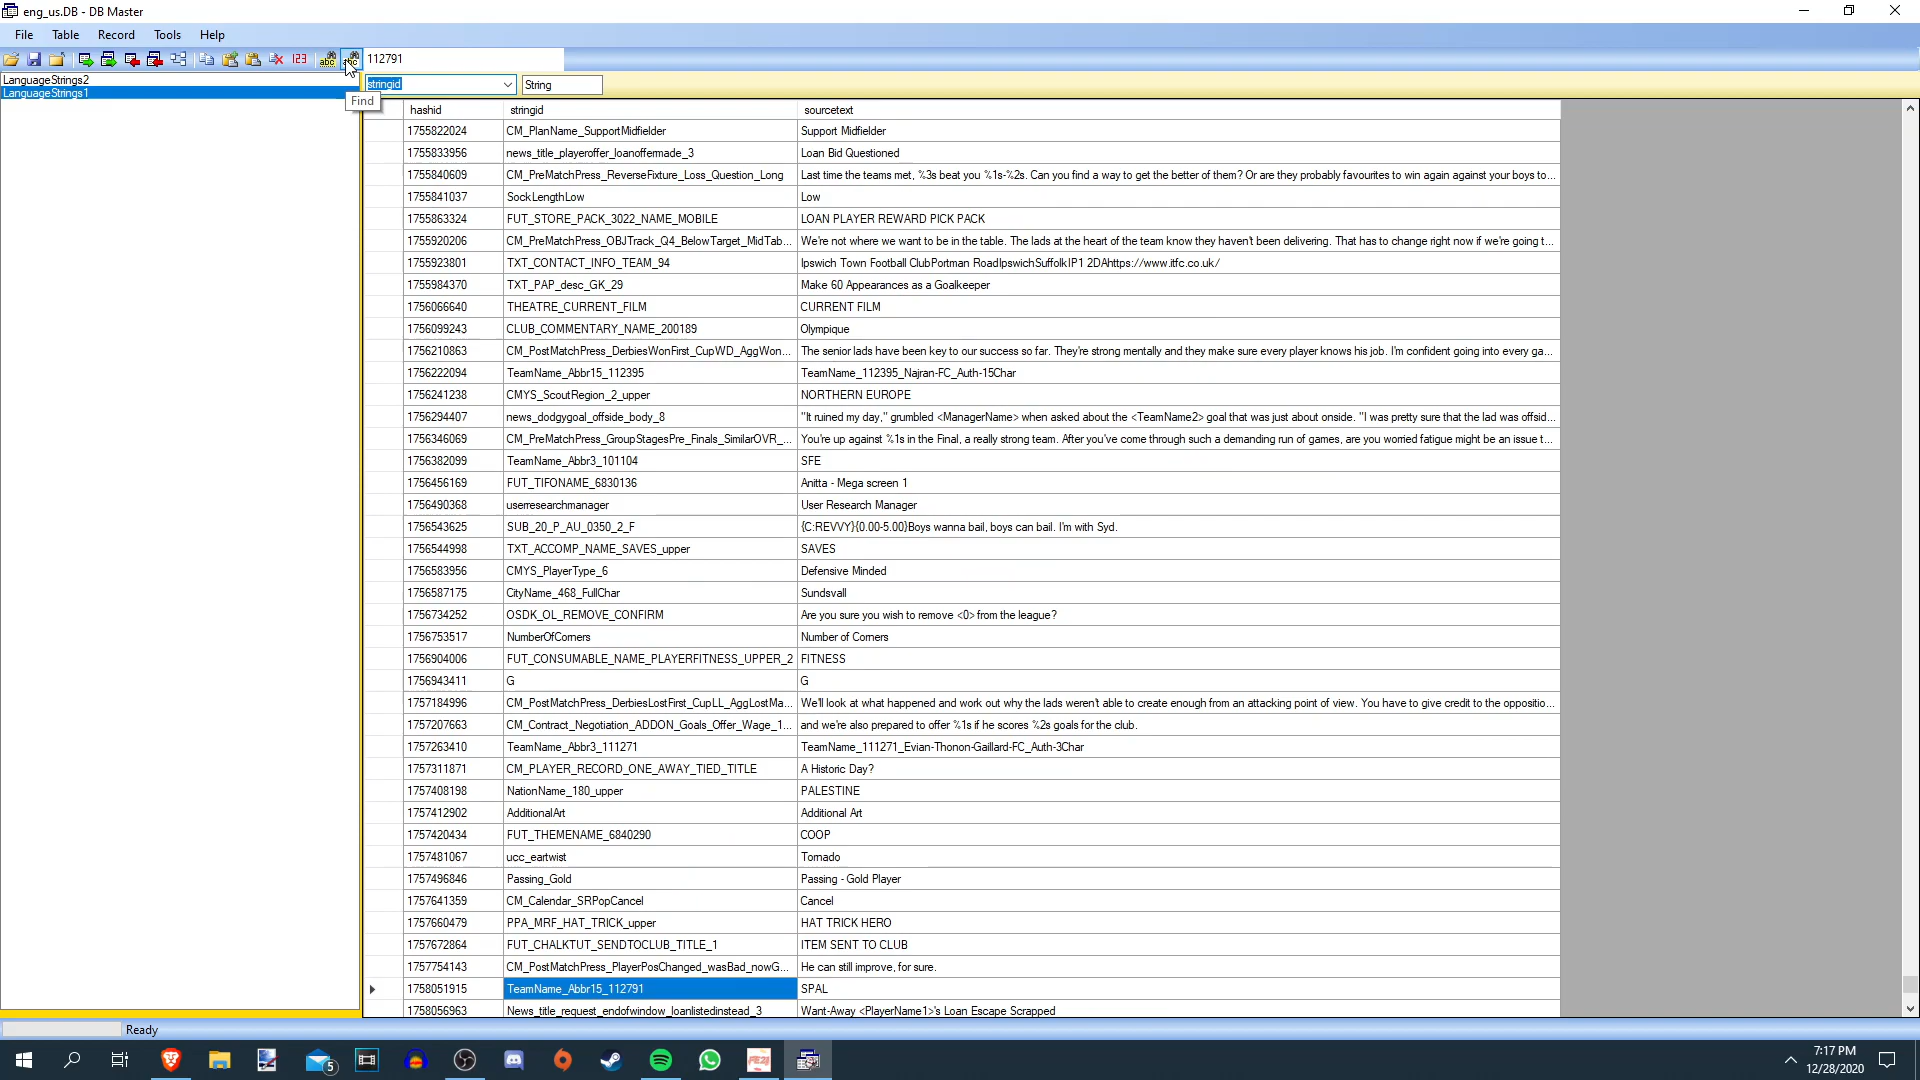 eng_us.DB - DB Master
File Table Record Tools Help
112791
LanguageStrings2
LanguageStrings1
stringid String
Find
hashid stringid sourcetext
1755822024 CM_PlanName_SupportMidfielder Support Midfielder
1755833956 news_title_playeroffer_loanoffermade_3 Loan Bid Questioned
1755840609 CM_PreMatchPress_ReverseFixture_Loss_Question_Long Last time the teams met, %3s beat you %1s-%2s. Can you find a way to get the better of them? Or are they probably favourites to win again against your boys to...
1755841037 SockLengthLow Low
1755863324 FUT_STORE_PACK_3022_NAME_MOBILE LOAN PLAYER REWARD PICK PACK
1755920206 CM_PreMatchPress_OBJTrack_Q4_BelowTarget_MidTab... We're not where we want to be in the table. The lads at the heart of the team know they haven't been delivering. That has to change right now if we're going t...
1755923801 TXT_CONTACT_INFO_TEAM_94 Ipswich Town Football ClubPortman RoadIpswichSuffolkIP1 2DAhttps://www.itfc.co.uk/
1755984370 TXT_PAP_desc_GK_29 Make 60 Appearances as a Goalkeeper
1756066640 THEATRE_CURRENT_FILM CURRENT FILM
1756099243 CLUB_COMMENTARY_NAME_200189 Olympique
1756210863 CM_PostMatchPress_DerbiesWonFirst_CupWD_AggWon... The senior lads have been key to our success so far. They're strong mentally and they make sure every player knows his job. I'm confident going into every ga...
1756222094 TeamName_Abbr15_112395 TeamName_112395_Najran-FC_Auth-15Char
1756241238 CMYS_ScoutRegion_2_upper NORTHERN EUROPE
1756294407 news_dodgygoal_offside_body_8 "It ruined my day," grumbled <ManagerName> when asked about the <TeamName2> goal that was just about onside. "I was pretty sure that the lad was offsid...
1756346069 CM_PreMatchPress_GroupStagesPre_Finals_SimilarOVR_... You're up against %1s in the Final, a really strong team. After you've come through such a demanding run of games, are you worried fatigue might be an issue t...
1756382099 TeamName_Abbr3_101104 SFE
1756456169 FUT_TIFONAME_6830136 Anitta - Mega screen 1
1756490368 userresearchmanager User Research Manager
1756543625 SUB_20_P_AU_0350_2_F {C:REVVY}{0.00-5.00}Boys wanna bail, boys can bail. I'm with Syd.
1756544998 TXT_ACCOMP_NAME_SAVES_upper SAVES
1756583956 CMYS_PlayerType_6 Defensive Minded
1756587175 CityName_468_FullChar Sundsvall
1756734252 OSDK_OL_REMOVE_CONFIRM Are you sure you wish to remove <0> from the league?
1756753517 NumberOfCorners Number of Corners
1756904006 FUT_CONSUMABLE_NAME_PLAYERFITNESS_UPPER_2 FITNESS
1756943411 G G
1757184996 CM_PostMatchPress_DerbiesLostFirst_CupLL_AggLostMa... We'll look at what happened and work out why the lads weren't able to create enough from an attacking point of view. You have to give credit to the oppositio...
1757207663 CM_Contract_Negotiation_ADDON_Goals_Offer_Wage_1... and we're also prepared to offer %1s if he scores %2s goals for the club.
1757263410 TeamName_Abbr3_111271 TeamName_111271_Evian-Thonon-Gaillard-FC_Auth-3Char
1757311871 CM_PLAYER_RECORD_ONE_AWAY_TIED_TITLE A Historic Day?
1757408198 NationName_180_upper PALESTINE
1757412902 AdditionalArt Additional Art
1757420434 FUT_THEMENAME_6840290 COOP
1757481067 ucc_eartwist Tornado
1757496846 Passing_Gold Passing - Gold Player
1757641359 CM_Calendar_SRPopCancel Cancel
1757660479 PPA_MRF_HAT_TRICK_upper HAT TRICK HERO
1757672864 FUT_CHALKTUT_SENDTOCLUB_TITLE_1 ITEM SENT TO CLUB
1757754143 CM_PostMatchPress_PlayerPosChanged_wasBad_nowG... He can still improve, for sure.
1758051915 TeamName_Abbr15_112791 SPAL
1758056963 News_title_request_endofwindow_loanlistedinstead_3 Want-Away <PlayerName1>'s Loan Escape Scrapped
Ready
5
7:17 PM
12/28/2020